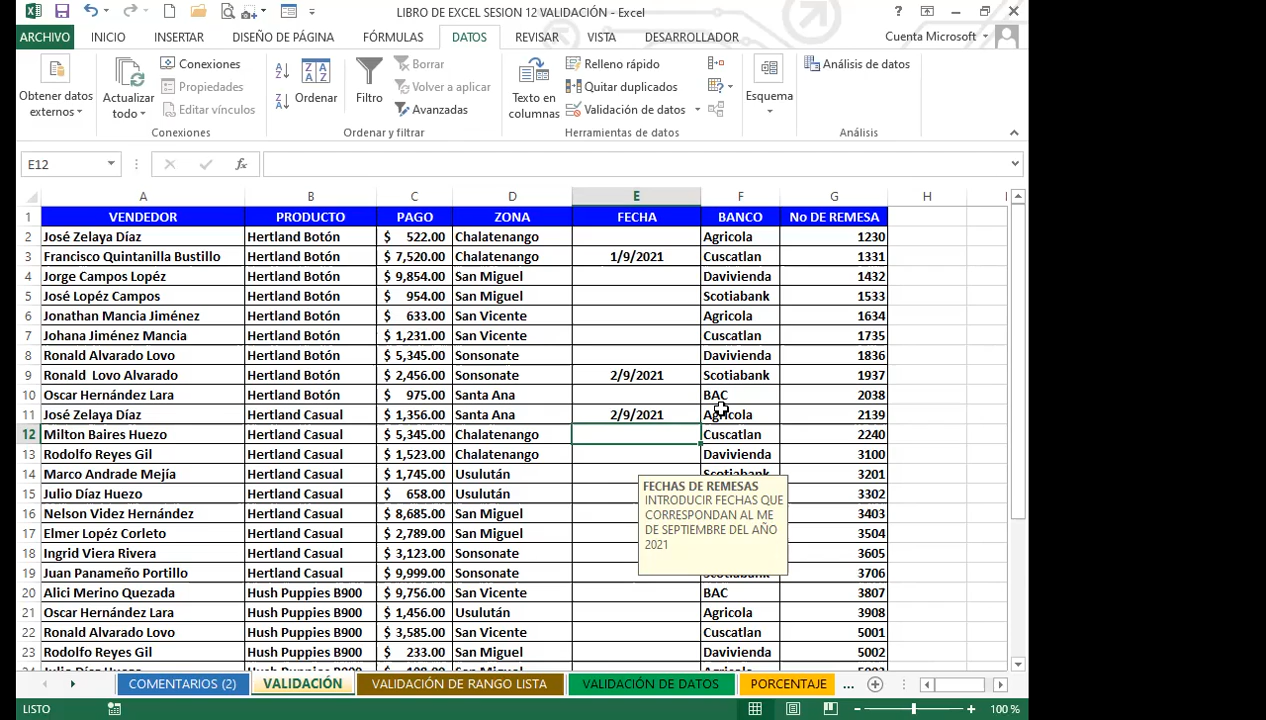 LIBRO DE EXCEL SESION 12 VALIDACIÓN - Excel
ARCHIVO INICIO INSERTAR DISEÑO DE PÁGINA FÓRMULAS DATOS REVISAR VISTA DESARROLLADOR Cuenta Microsoft
Conexiones Borrar Relleno rápido Análisis de datos
Propiedades Volver a aplicar Quitar duplicados
Obtener datos externos Actualizar todo Editar vínculos Ordenar Filtro Avanzadas Texto en columnas Validación de datos Esquema
Conexiones Ordenar y filtrar Herramientas de datos Análisis
E12 fx
A B C D E F G H
1 VENDEDOR PRODUCTO PAGO ZONA FECHA BANCO No DE REMESA
2 José Zelaya Díaz Hertland Botón $ 522.00 Chalatenango Agricola 1230
3 Francisco Quintanilla Bustillo Hertland Botón $ 7,520.00 Chalatenango 1/9/2021 Cuscatlan 1331
4 Jorge Campos Lopéz Hertland Botón $ 9,854.00 San Miguel Davivienda 1432
5 José Lopéz Campos Hertland Botón $ 954.00 San Miguel Scotiabank 1533
6 Jonathan Mancia Jiménez Hertland Botón $ 633.00 San Vicente Agricola 1634
7 Johana Jiménez Mancia Hertland Botón $ 1,231.00 San Vicente Cuscatlan 1735
8 Ronald Alvarado Lovo Hertland Botón $ 5,345.00 Sonsonate Davivienda 1836
9 Ronald Lovo Alvarado Hertland Botón $ 2,456.00 Sonsonate 2/9/2021 Scotiabank 1937
10 Oscar Hernández Lara Hertland Botón $ 975.00 Santa Ana BAC 2038
11 José Zelaya Díaz Hertland Casual $ 1,356.00 Santa Ana 2/9/2021 Agricola 2139
12 Milton Baires Huezo Hertland Casual $ 5,345.00 Chalatenango Cuscatlan 2240
13 Rodolfo Reyes Gil Hertland Casual $ 1,523.00 Chalatenango Davivienda 3100
14 Marco Andrade Mejía Hertland Casual $ 1,745.00 Usulután Scotiabank 3201
15 Julio Díaz Huezo Hertland Casual $ 658.00 Usulután 3302
16 Nelson Videz Hernández Hertland Casual $ 8,685.00 San Miguel 3403
17 Elmer Lopéz Corleto Hertland Casual $ 2,789.00 San Miguel 3504
18 Ingrid Viera Rivera Hertland Casual $ 3,123.00 Sonsonate 3605
19 Juan Panameño Portillo Hertland Casual $ 9,999.00 Sonsonate Scotiabank 3706
20 Alici Merino Quezada Hush Puppies B900 $ 9,756.00 San Vicente BAC 3807
21 Oscar Hernández Lara Hush Puppies B900 $ 1,456.00 Usulután Agricola 3908
22 Ronald Alvarado Lovo Hush Puppies B900 $ 3,585.00 San Vicente Cuscatlan 5001
23 Rodolfo Reyes Gil Hush Puppies B900 $ 233.00 San Miguel Davivienda 5002
FECHAS DE REMESAS
INTRODUCIR FECHAS QUE
CORRESPONDAN AL ME
DE SEPTIEMBRE DEL AÑO
2021
COMENTARIOS (2) VALIDACIÓN VALIDACIÓN DE RANGO LISTA VALIDACIÓN DE DATOS PORCENTAJE ...
LISTO 100 %